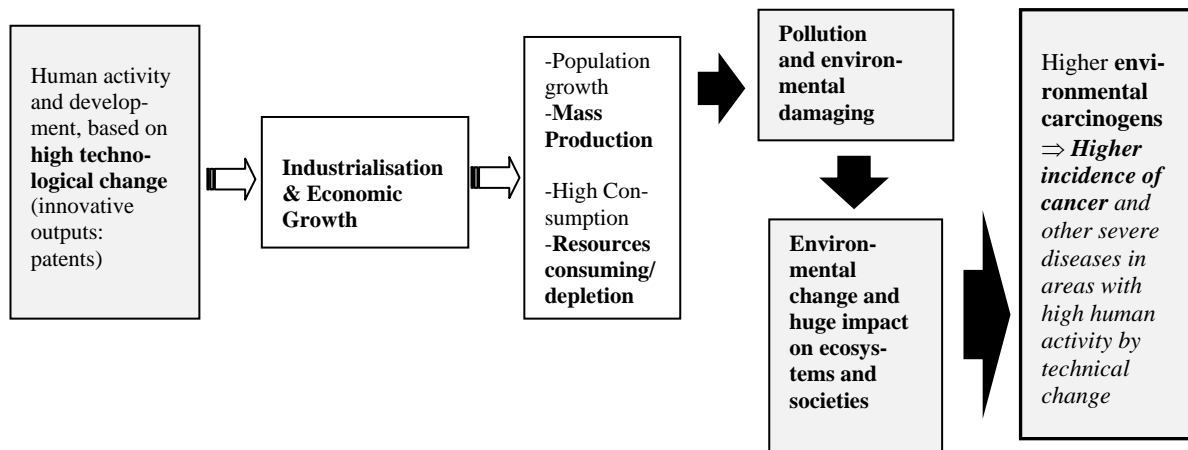 Human activity
and develop-
ment, based on
high techno-
logical change
(innovative
outputs:
patents)
Industrialisation
& Economic
Growth
-Population
growth
-Mass
Production
-High Con-
sumption
-Resources
consuming/
depletion
Pollution
and environ-
mental
damaging
Environ-
mental
change and
huge impact
on ecosys-
tems and
societies
Higher envi-
ronmental
carcinogens
⇒ Higher
incidence of
cancer and
other severe
diseases in
areas with
high human
activity by
technical
change